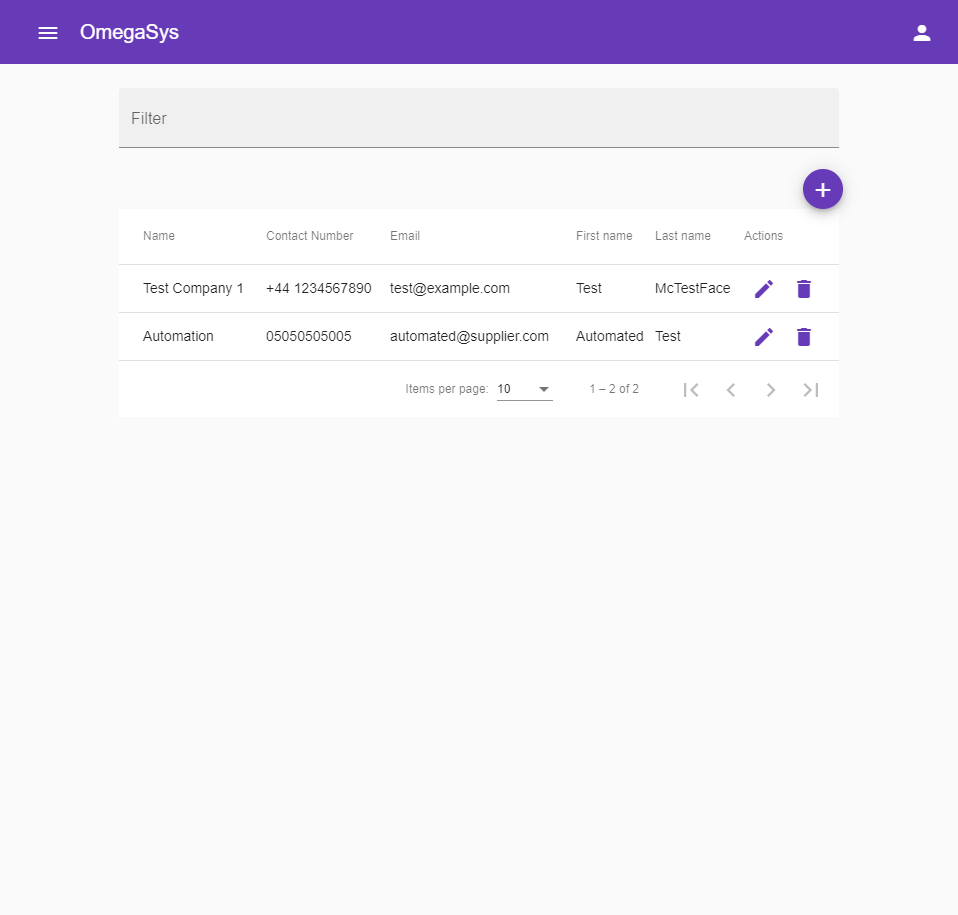 OmegaSys
Filter
Name Contact Number Email First name Last name Actions
Test Company 1 +44 1234567890 test@example.com Test McTestFace
Automation 05050505005 automated@supplier.com Automated Test
Items per page: 10 1 – 2 of 2